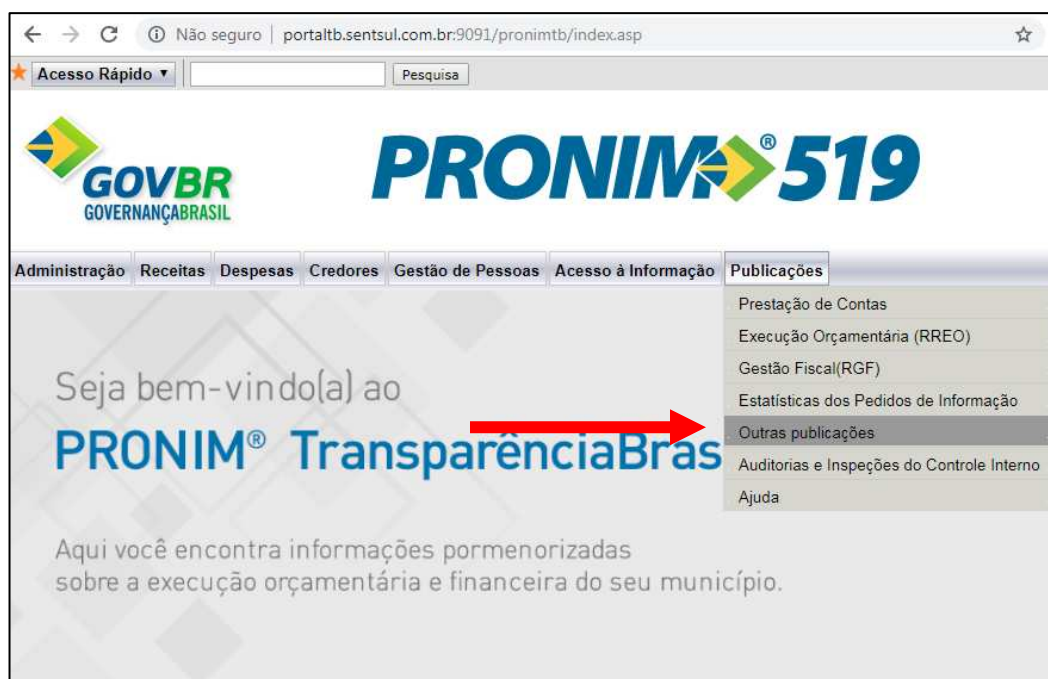 Não seguro | portaltb.sentsul.com.br:9091/pronimtb/index.asp
Acesso Rápido ▼ Pesquisa
GOVBR
GOVERNANÇABRASIL
PRONIM®519
Administração Receitas Despesas Credores Gestão de Pessoas Acesso à Informação Publicações
Prestação de Contas
Execução Orçamentária (RREO)
Gestão Fiscal(RGF)
Estatísticas dos Pedidos de Informação
Outras publicações
Auditorias e Inspeções do Controle Interno
Ajuda
Seja bem-vindo(a) ao
PRONIM® TransparênciaBras
Aqui você encontra informações pormenorizadas
sobre a execução orçamentária e financeira do seu município.